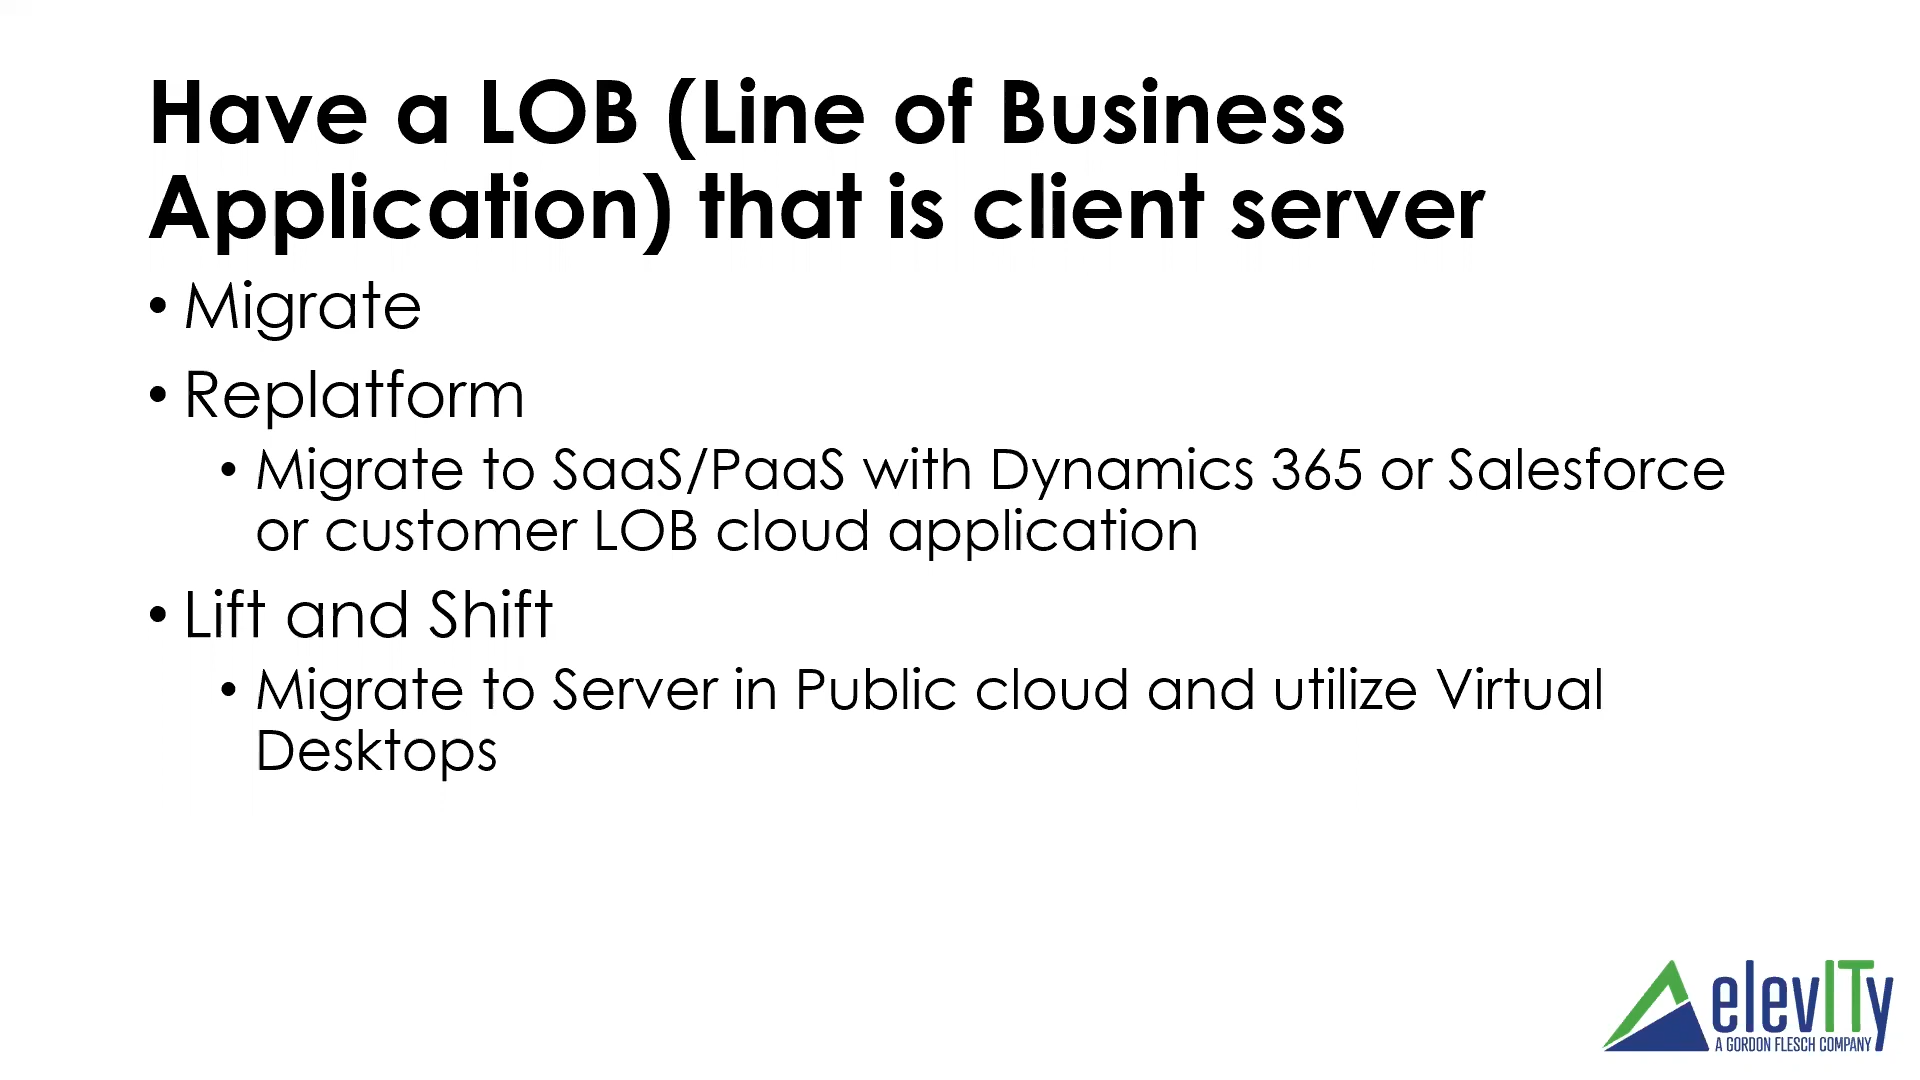 Have a LOB (Line of Business
Application) that is client server
• Migrate
• Replatform
• Migrate to SaaS/PaaS with Dynamics 365 or Salesforce
or customer LOB cloud application
• Lift and Shift
• Migrate to Server in Public cloud and utilize Virtual
Desktops
elevITy
A GORDON FLESCH COMPANY